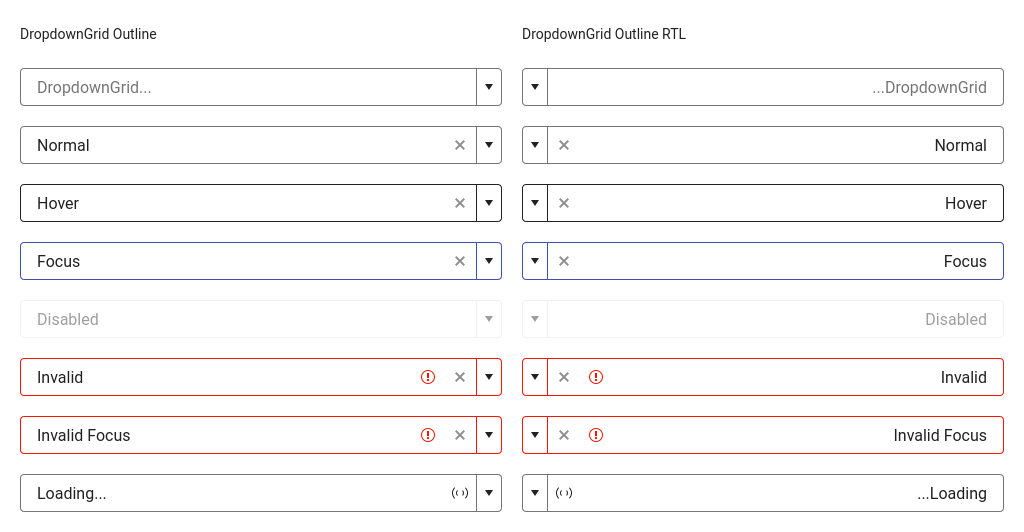 DropdownGrid Outline
DropdownGrid Outline RTL
DropdownGrid...
...DropdownGrid
Normal
Normal
Hover
Hover
Focus
Focus
Disabled
Disabled
Invalid
Invalid
Invalid Focus
Invalid Focus
Loading...
...Loading